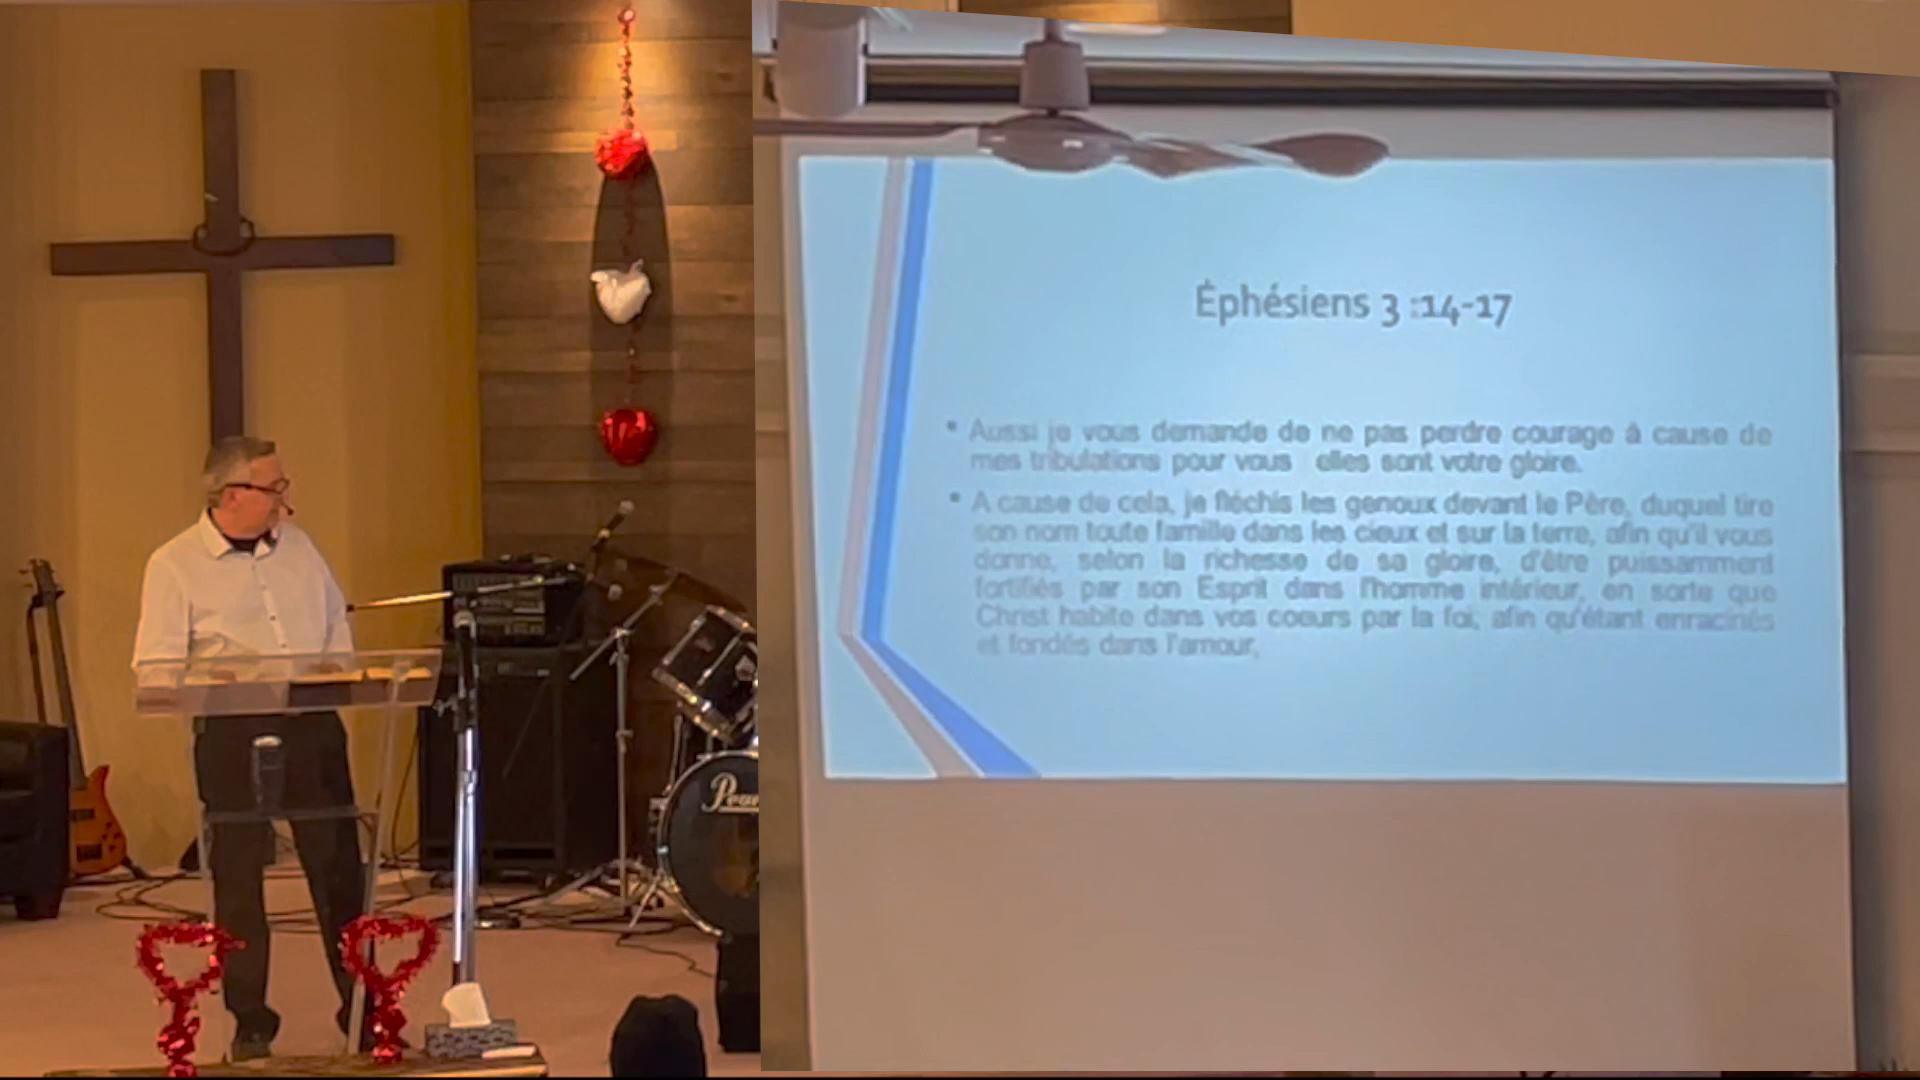 Éphésiens 3 :14-17
• Aussi je vous demande de ne pas perdre courage à cause de
mes tribulations pour vous elles sont votre gloire.
• A cause de cela, je fléchis les genoux devant le Père, duquel tire
son nom toute famille dans les cieux et sur la terre, afin qu'il vous
donne, selon la richesse de sa gloire, d'être puissamment
fortifiés par son Esprit dans l'homme intérieur, en sorte que
Christ habite dans vos coeurs par la foi, afin qu'étant enracinés
et fondés dans l'amour,
Pear